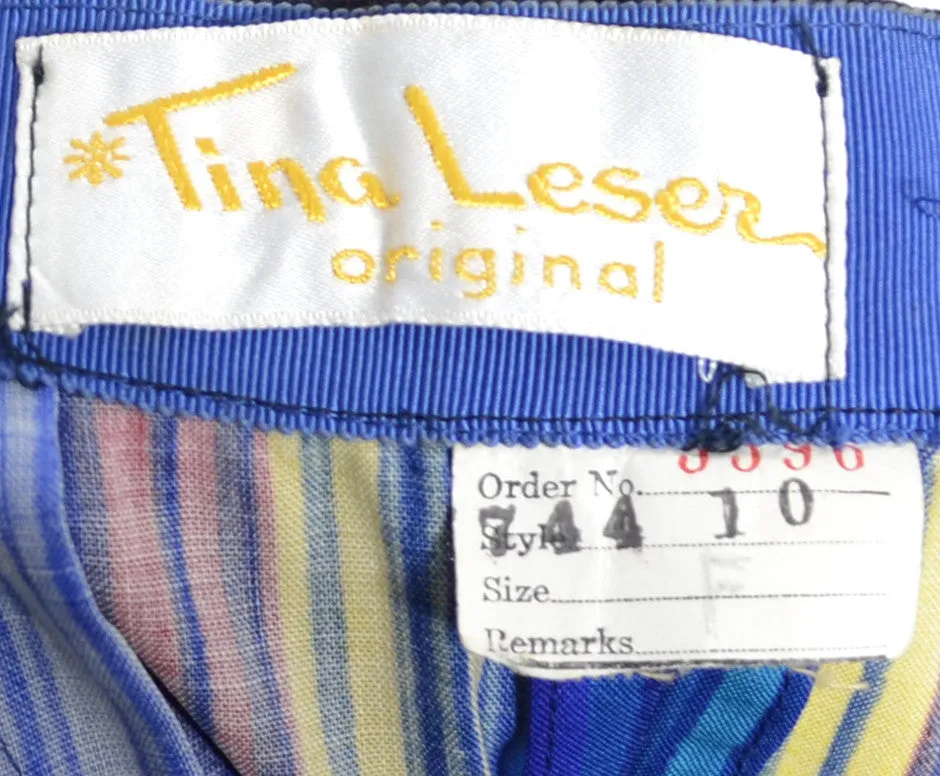 *Tina Leser
original
Order No.
744 10
Style
Size
Remarks